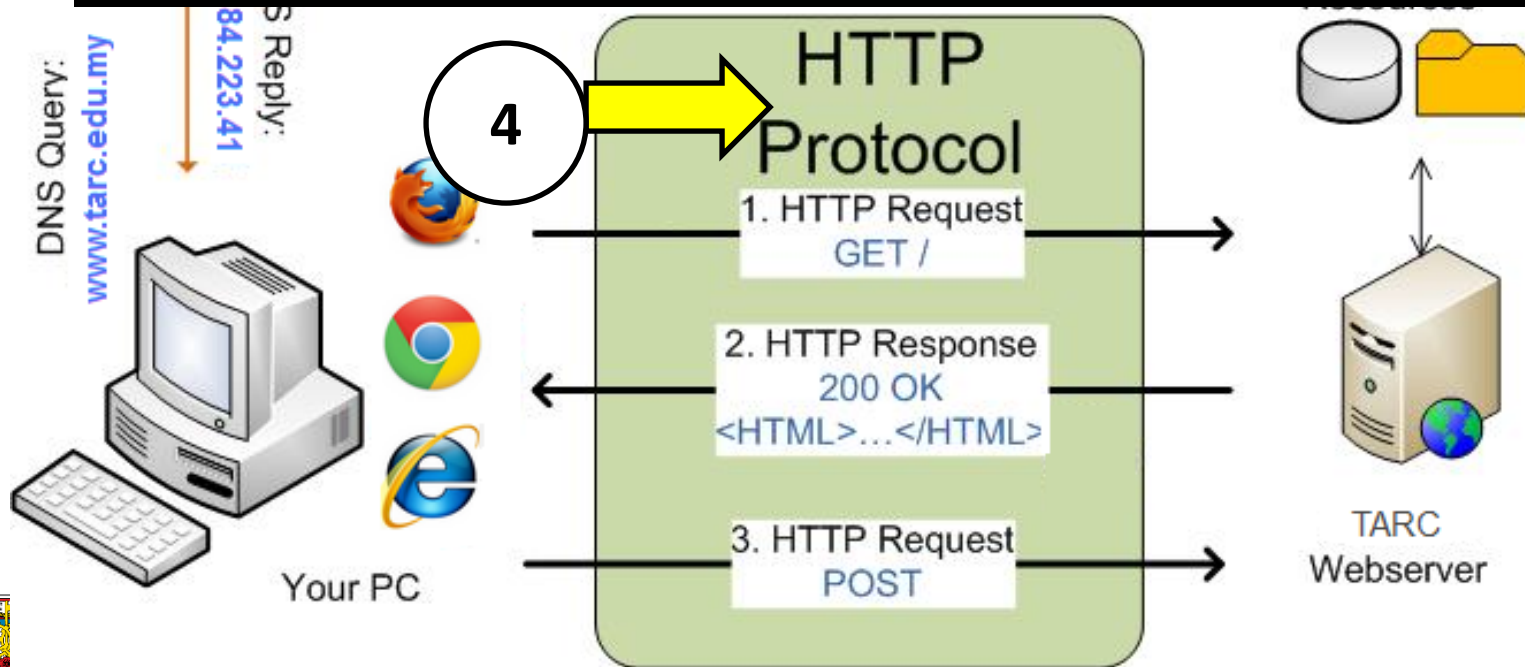 DNS Query:
www.tarc.edu.my
S Reply:
84.223.41
4
HTTP
Protocol
1. HTTP Request
GET /
2. HTTP Response
200 OK
<HTML>...</HTML>
3. HTTP Request
POST
Your PC
TARC
Webserver